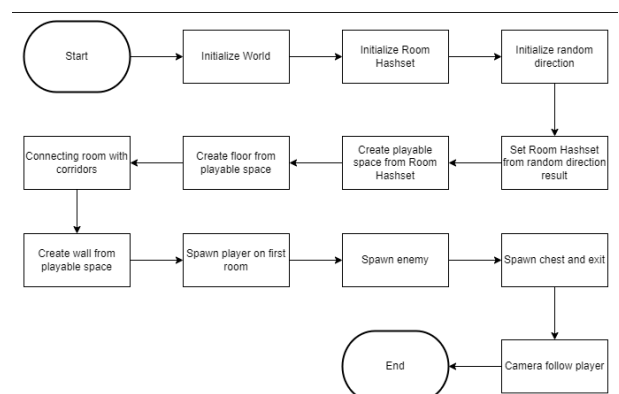 Start
Initialize World
Initialize Room
Hashset
Initialize random
direction
Set Room Hashset
from random direction
result
Create playable
space from Room
Hashset
Create floor from
playable space
Connecting room with
corridors
Create wall from
playable space
Spawn player on first
room
Spawn enemy
Spawn chest and exit
Camera follow player
End